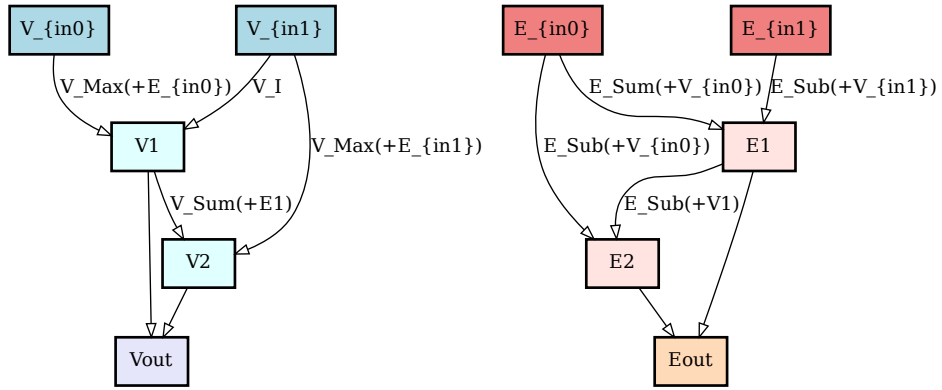 V_{in0}
V_{in1}
E_{in0}
E_{in1}
V_Max(+E_{in0})
V_I
E_Sum(+V_{in0})
E_Sub(+V_{in1})
V1
V_Max(+E_{in1})
E_Sub(+V_{in0})
E1
V_Sum(+E1)
E_Sub(+V1)
V2
E2
Vout
Eout